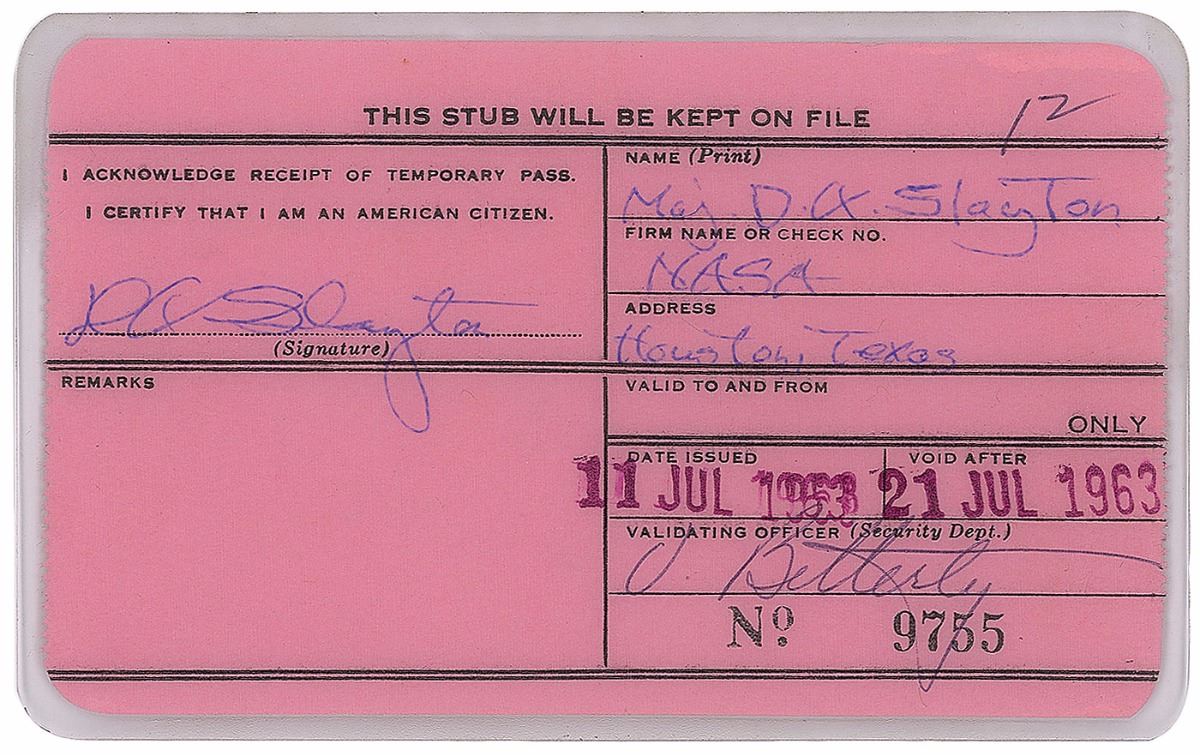 THIS STUB WILL BE KEPT ON FILE
12
I ACKNOWLEDGE RECEIPT OF TEMPORARY PASS.
I CERTIFY THAT I AM AN AMERICAN CITIZEN.
D K Slayton
(Signature)
NAME (Print)
Maj. D.K. Slayton
FIRM NAME OR CHECK NO.
NASA
ADDRESS
Houston, Texas
REMARKS
VALID TO AND FROM
ONLY
DATE ISSUED
11 JUL 1963
VOID AFTER
21 JUL 1963
VALIDATING OFFICER (Security Dept.)
J. Betterly
Nº 9755